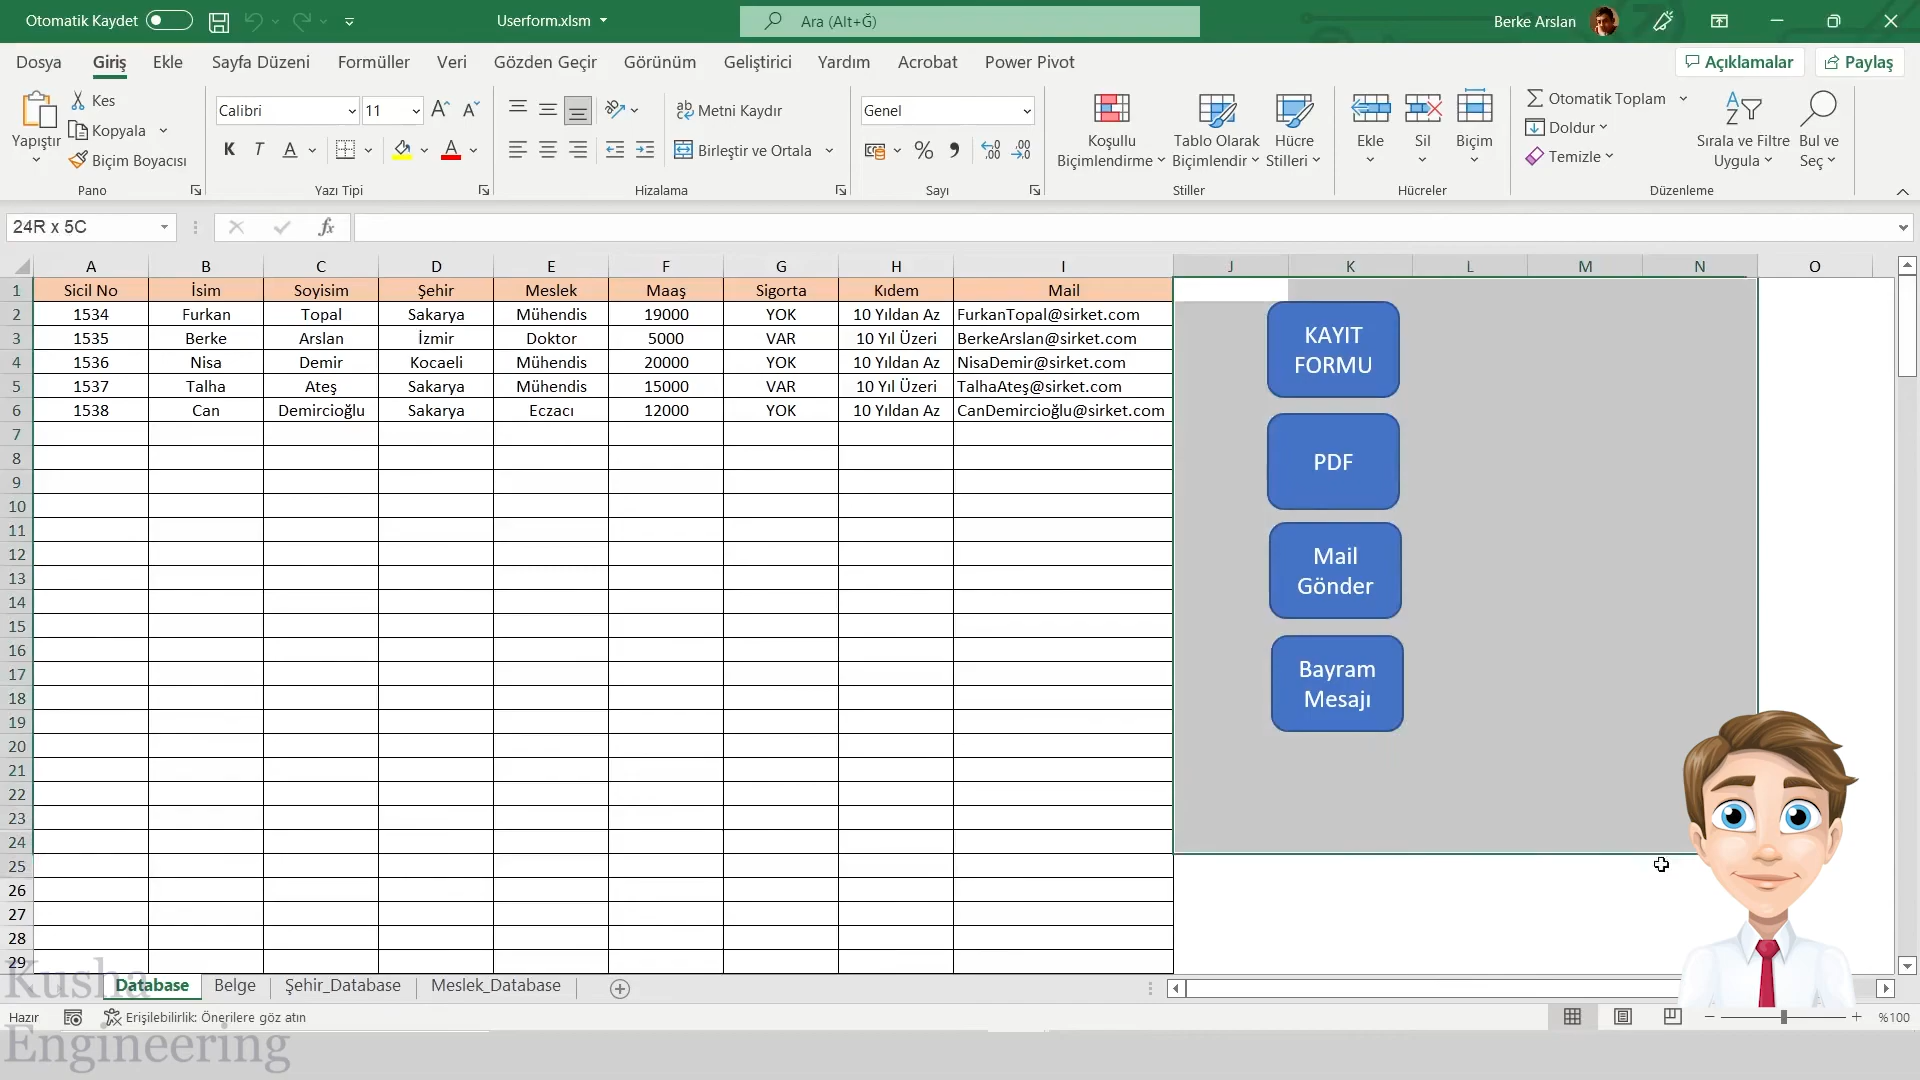 Otomatik Kaydet
Userform.xlsm
Ara (Alt+Ğ)
Berke Arslan
Dosya Giriş Ekle Sayfa Düzeni Formüller Veri Gözden Geçir Görünüm Geliştirici Yardım Acrobat Power Pivot
Açıklamalar
Paylaş
Yapıştır
Kes
Kopyala
Biçim Boyacısı
Pano
Calibri 11
K T A A
Yazı Tipi
Metni Kaydır
Birleştir ve Ortala
Hizalama
Genel
Sayı
Koşullu
Biçimlendirme
Tablo Olarak
Biçimlendir
Hücre
Stilleri
Stiller
Ekle Sil Biçim
Hücreler
Otomatik Toplam
Doldur
Temizle
Sırala ve Filtre
Uygula
Bul ve
Seç
Düzenleme
24R x 5C
fx
A B C D E F G H I J K L M N O
1 Sicil No İsim Soyisim Şehir Meslek Maaş Sigorta Kıdem Mail
2 1534 Furkan Topal Sakarya Mühendis 19000 YOK 10 Yıldan Az FurkanTopal@sirket.com
3 1535 Berke Arslan İzmir Doktor 5000 VAR 10 Yıl Üzeri BerkeArslan@sirket.com
4 1536 Nisa Demir Kocaeli Mühendis 20000 YOK 10 Yıldan Az NisaDemir@sirket.com
5 1537 Talha Ateş Sakarya Mühendis 15000 VAR 10 Yıl Üzeri TalhaAteş@sirket.com
6 1538 Can Demircioğlu Sakarya Eczacı 12000 YOK 10 Yıldan Az CanDemircioğlu@sirket.com
7
8
9
10
11
12
13
14
15
16
17
18
19
20
21
22
23
24
25
26
27
28
29
KAYIT
FORMU
PDF
Mail
Gönder
Bayram
Mesajı
Database Belge Şehir_Database Meslek_Database
Hazır
Erişilebilirlik: Önerilere göz atın
%100
Kusha
Engineering